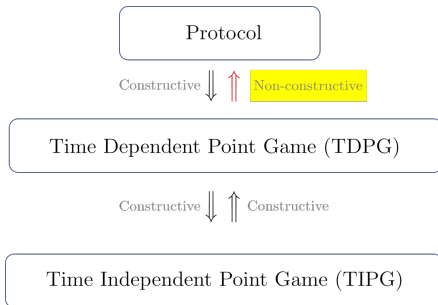 Protocol
Constructive ⇓ ⇑ Non-constructive
Time Dependent Point Game (TDPG)
Constructive ⇓ ⇑ Constructive
Time Independent Point Game (TIPG)